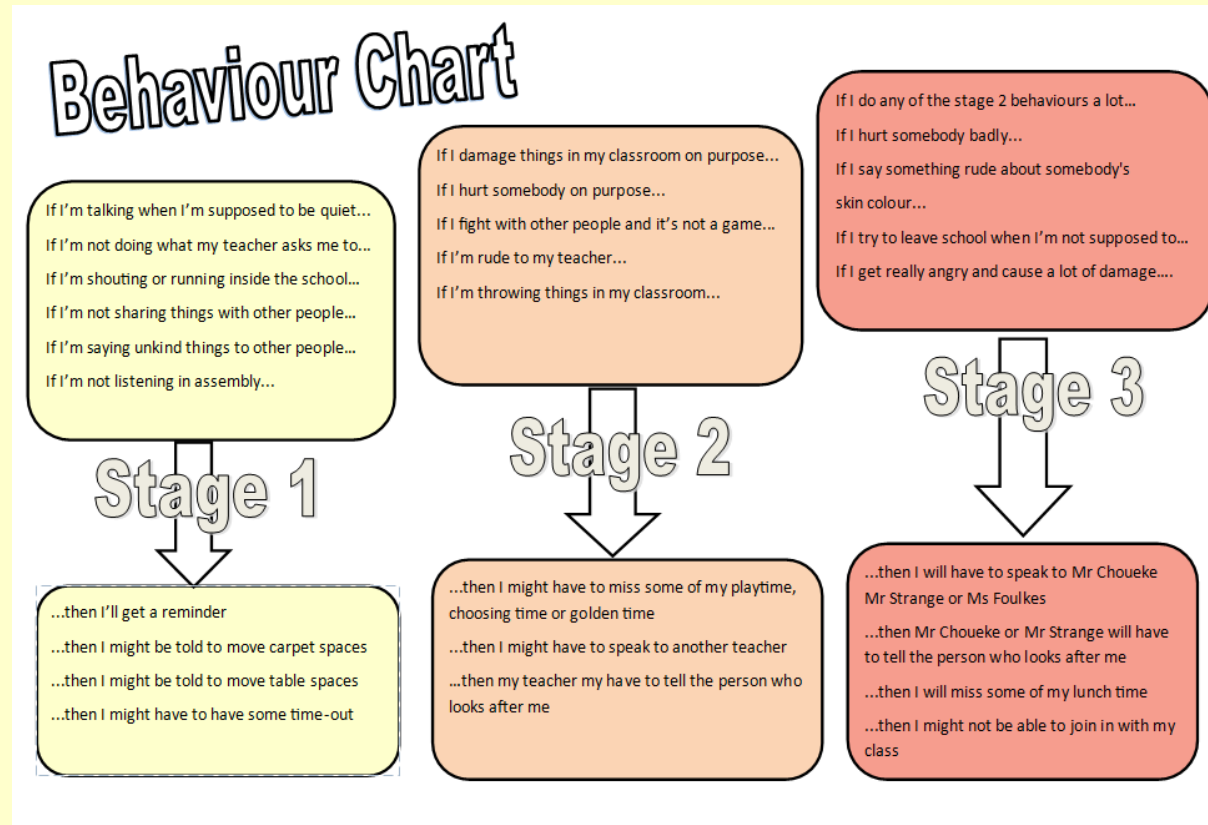 Behaviour Chart
If I'm talking when I'm supposed to be quiet...
If I'm not doing what my teacher asks me to...
If I'm shouting or running inside the school...
If I'm not sharing things with other people...
If I'm saying unkind things to other people...
If I'm not listening in assembly...
Stage 1
...then I'll get a reminder
...then I might be told to move carpet spaces
...then I might be told to move table spaces
...then I might have to have some time-out
If I damage things in my classroom on purpose...
If I hurt somebody on purpose...
If I fight with other people and it's not a game...
If I'm rude to my teacher...
If I'm throwing things in my classroom...
Stage 2
...then I might have to miss some of my playtime,
choosing time or golden time
...then I might have to speak to another teacher
...then my teacher my have to tell the person who
looks after me
If I do any of the stage 2 behaviours a lot...
If I hurt somebody badly...
If I say something rude about somebody's
skin colour...
If I try to leave school when I'm not supposed to...
If I get really angry and cause a lot of damage....
Stage 3
...then I will have to speak to Mr Choueke
Mr Strange or Ms Foulkes
...then Mr Choueke or Mr Strange will have
to tell the person who looks after me
...then I will miss some of my lunch time
...then I might not be able to join in with my
class